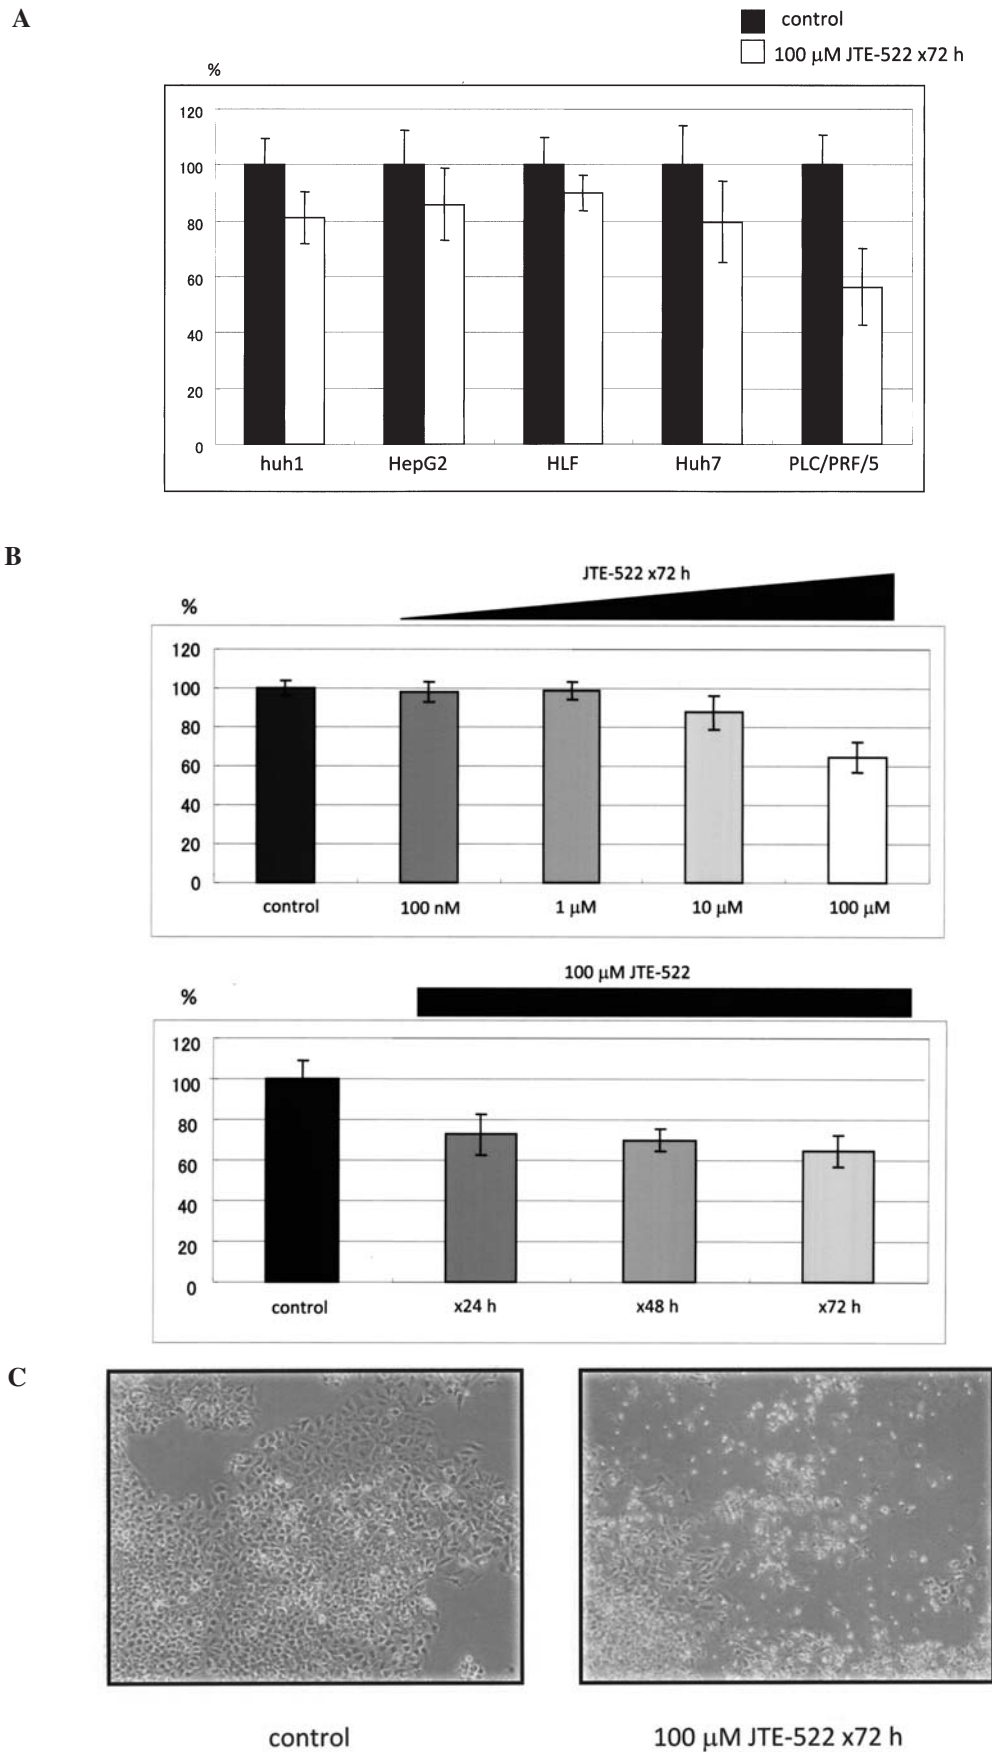 A
control
100 μM JTE-522 x72 h
%
120
100
80
60
40
20
0
huh1 HepG2 HLF Huh7 PLC/PRF/5
B
JTE-522 x72 h
%
120
100
80
60
40
20
0
control 100 nM 1 μM 10 μM 100 μM
100 μM JTE-522
%
120
100
80
60
40
20
0
control x24 h x48 h x72 h
C
control 100 μM JTE-522 x72 h